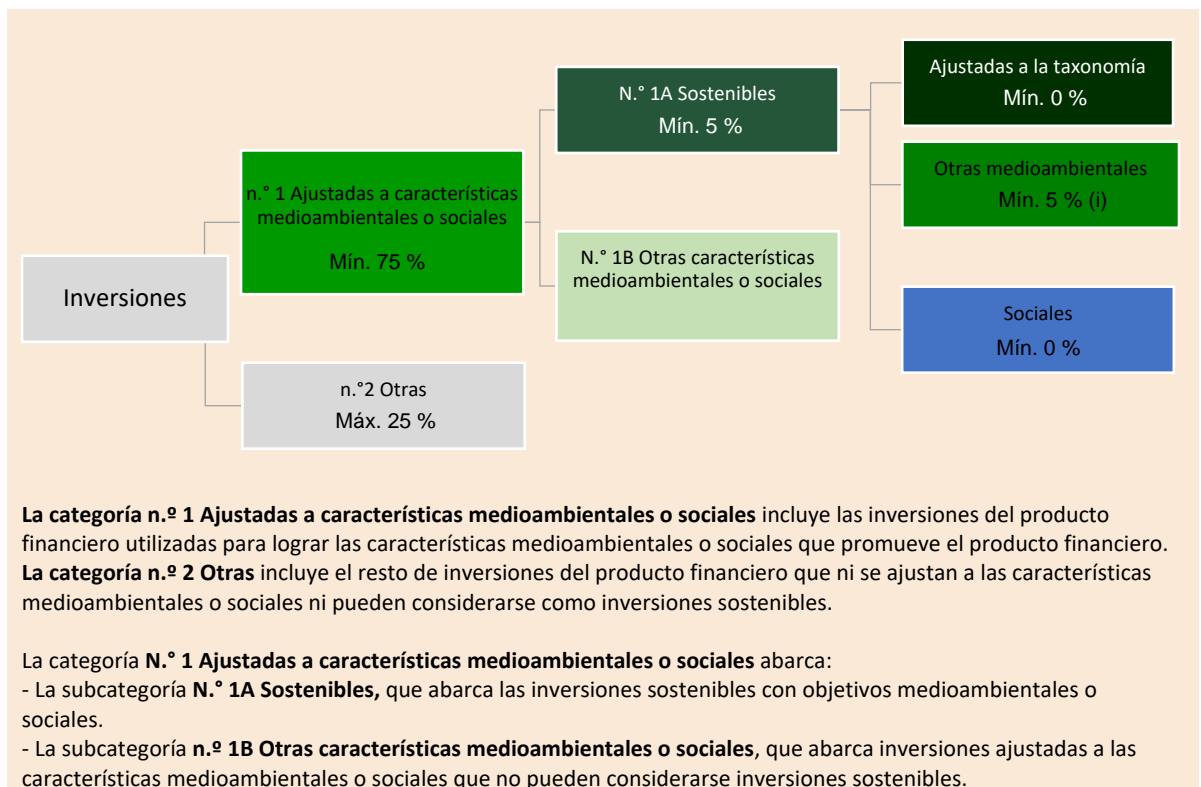 Inversiones
n.° 1 Ajustadas a características
medioambientales o sociales
Mín. 75 %
n.°2 Otras
Máx. 25 %
N.° 1A Sostenibles
Mín. 5 %
N.° 1B Otras características
medioambientales o sociales
Ajustadas a la taxonomía
Mín. 0 %
Otras medioambientales
Mín. 5 % (i)
Sociales
Mín. 0 %
La categoría n.º 1 Ajustadas a características medioambientales o sociales incluye las inversiones del producto
financiero utilizadas para lograr las características medioambientales o sociales que promueve el producto financiero.
La categoría n.º 2 Otras incluye el resto de inversiones del producto financiero que ni se ajustan a las características
medioambientales o sociales ni pueden considerarse como inversiones sostenibles.
La categoría N.° 1 Ajustadas a características medioambientales o sociales abarca:
- La subcategoría N.° 1A Sostenibles, que abarca las inversiones sostenibles con objetivos medioambientales o
sociales.
- La subcategoría n.º 1B Otras características medioambientales o sociales, que abarca inversiones ajustadas a las
características medioambientales o sociales que no pueden considerarse inversiones sostenibles.